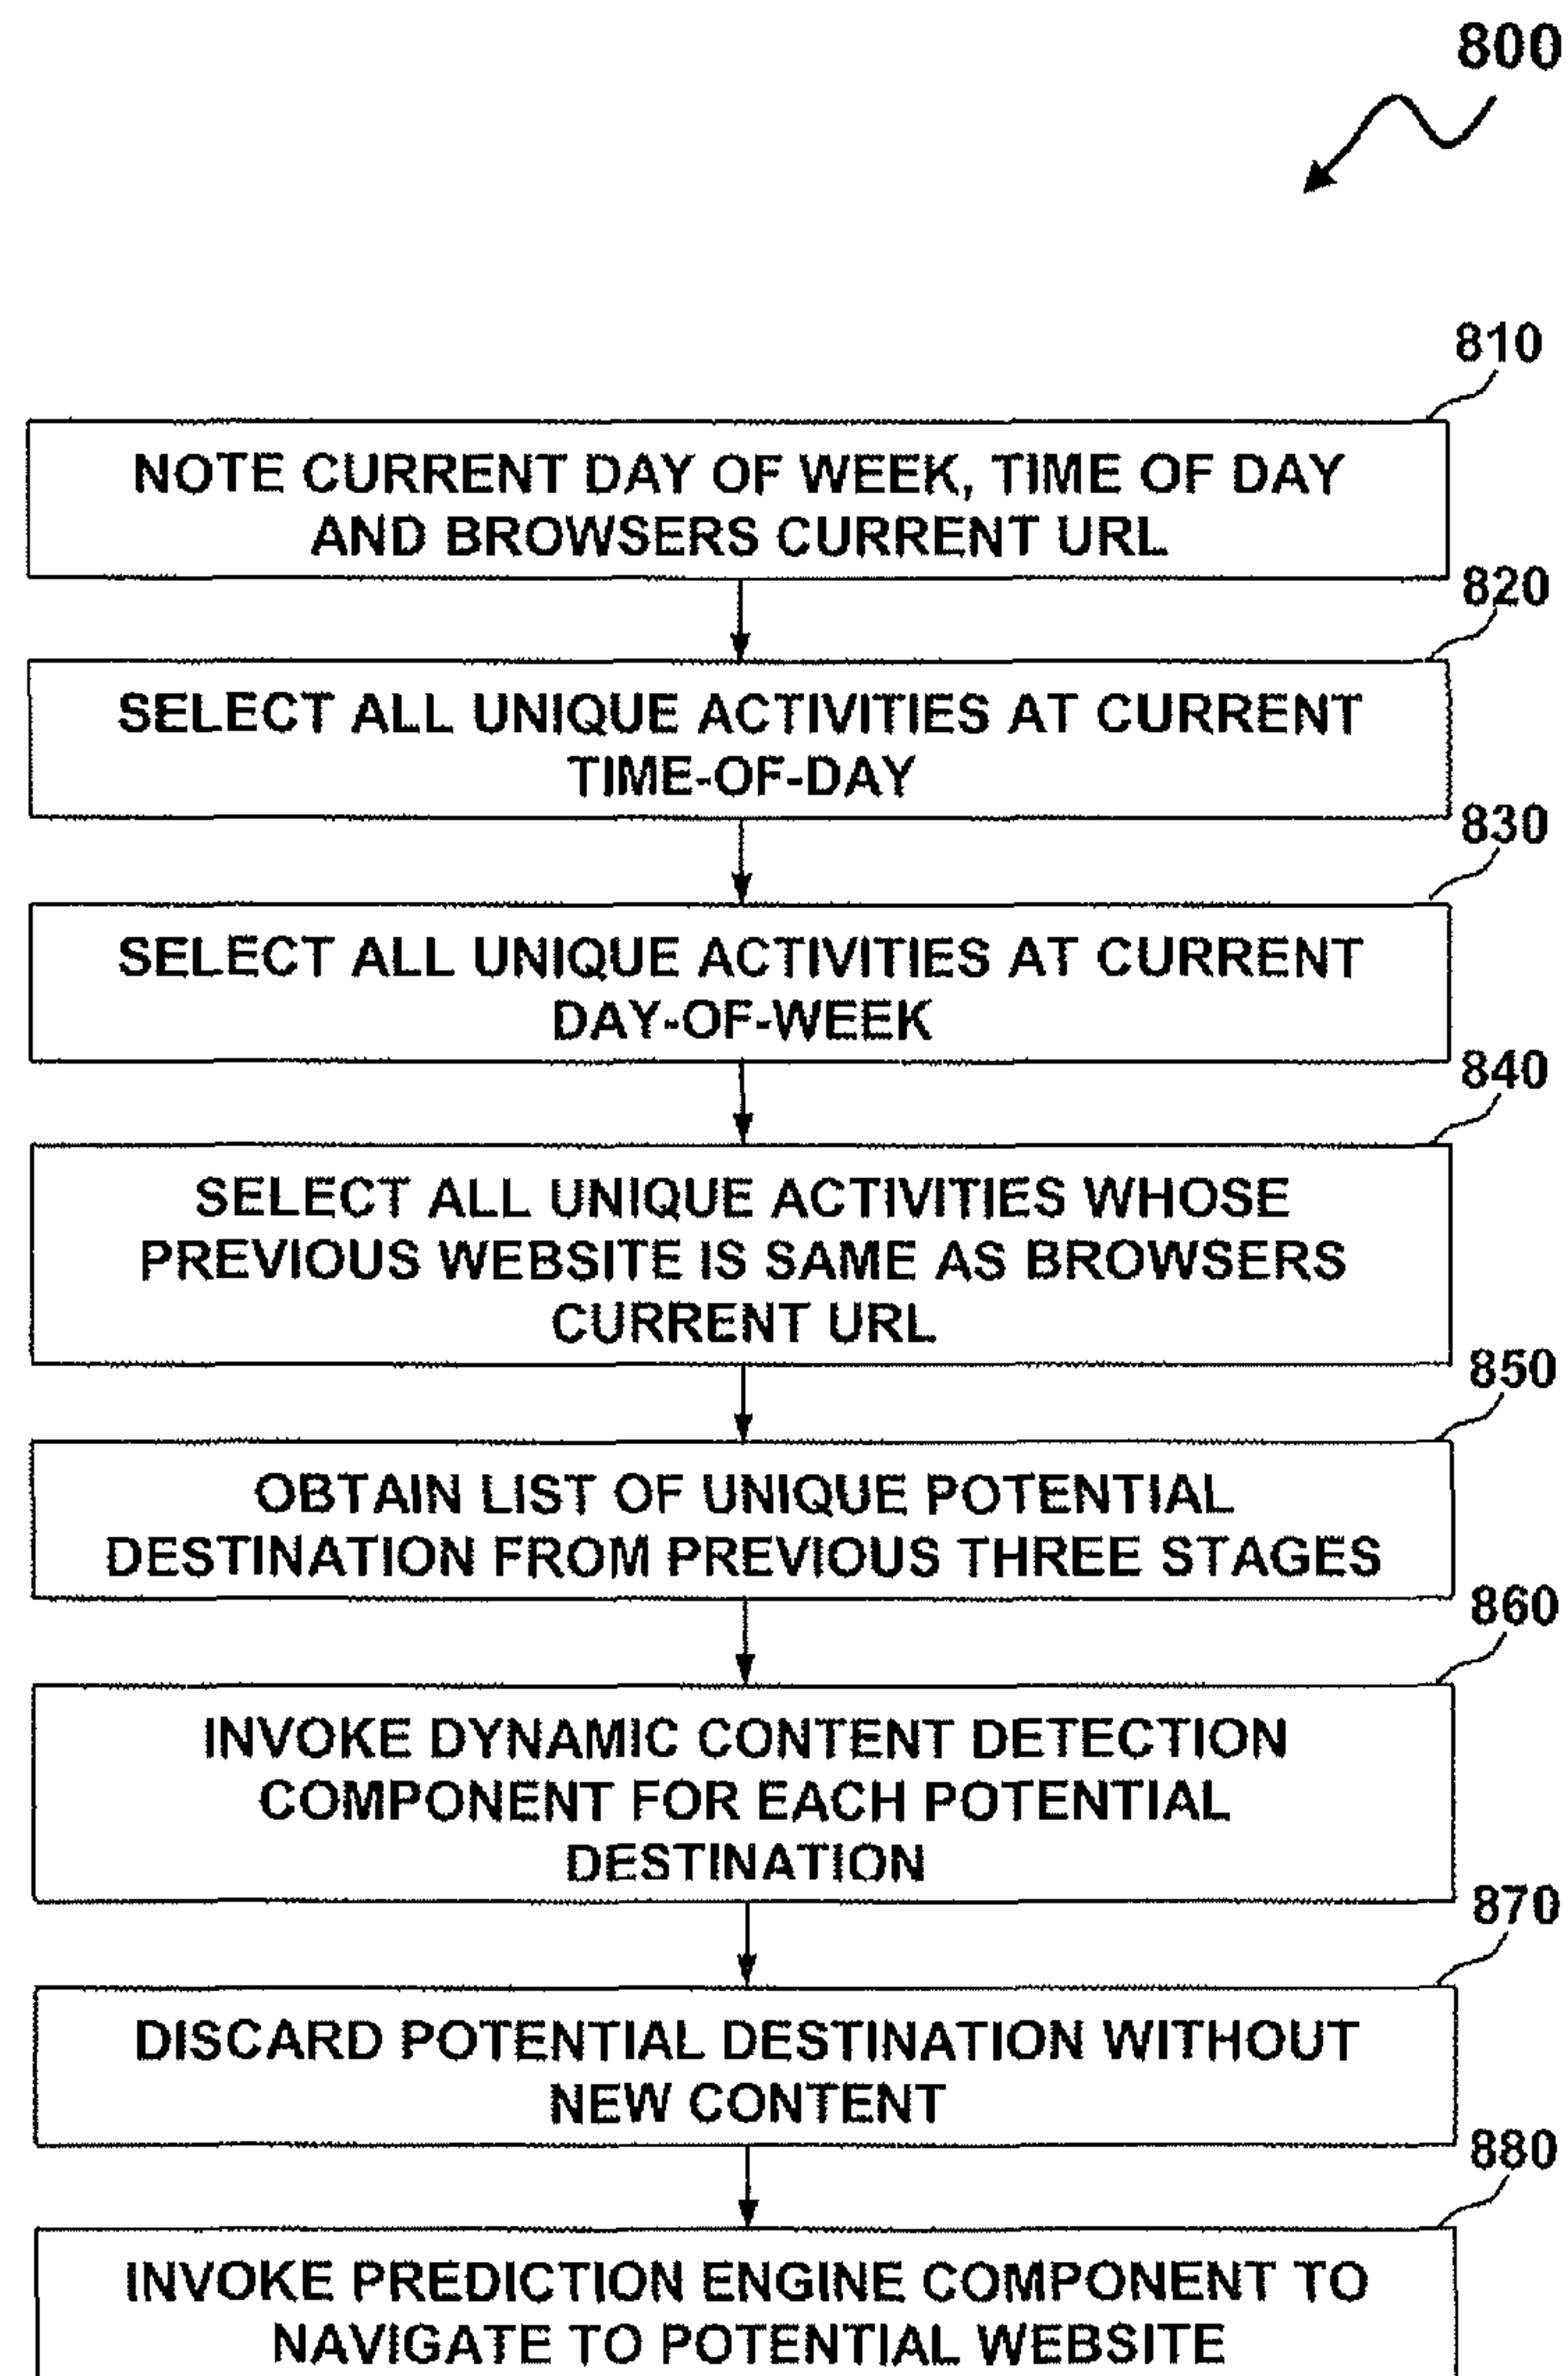 800
810
NOTE CURRENT DAY OF WEEK, TIME OF DAY
AND BROWSERS CURRENT URL
820
SELECT ALL UNIQUE ACTIVITIES AT CURRENT
TIME-OF-DAY
830
SELECT ALL UNIQUE ACTIVITIES AT CURRENT
DAY-OF-WEEK
840
SELECT ALL UNIQUE ACTIVITIES WHOSE
PREVIOUS WEBSITE IS SAME AS BROWSERS
CURRENT URL
850
OBTAIN LIST OF UNIQUE POTENTIAL
DESTINATION FROM PREVIOUS THREE STAGES
860
INVOKE DYNAMIC CONTENT DETECTION
COMPONENT FOR EACH POTENTIAL
DESTINATION
870
DISCARD POTENTIAL DESTINATION WITHOUT
NEW CONTENT
880
INVOKE PREDICTION ENGINE COMPONENT TO
NAVIGATE TO POTENTIAL WEBSITE